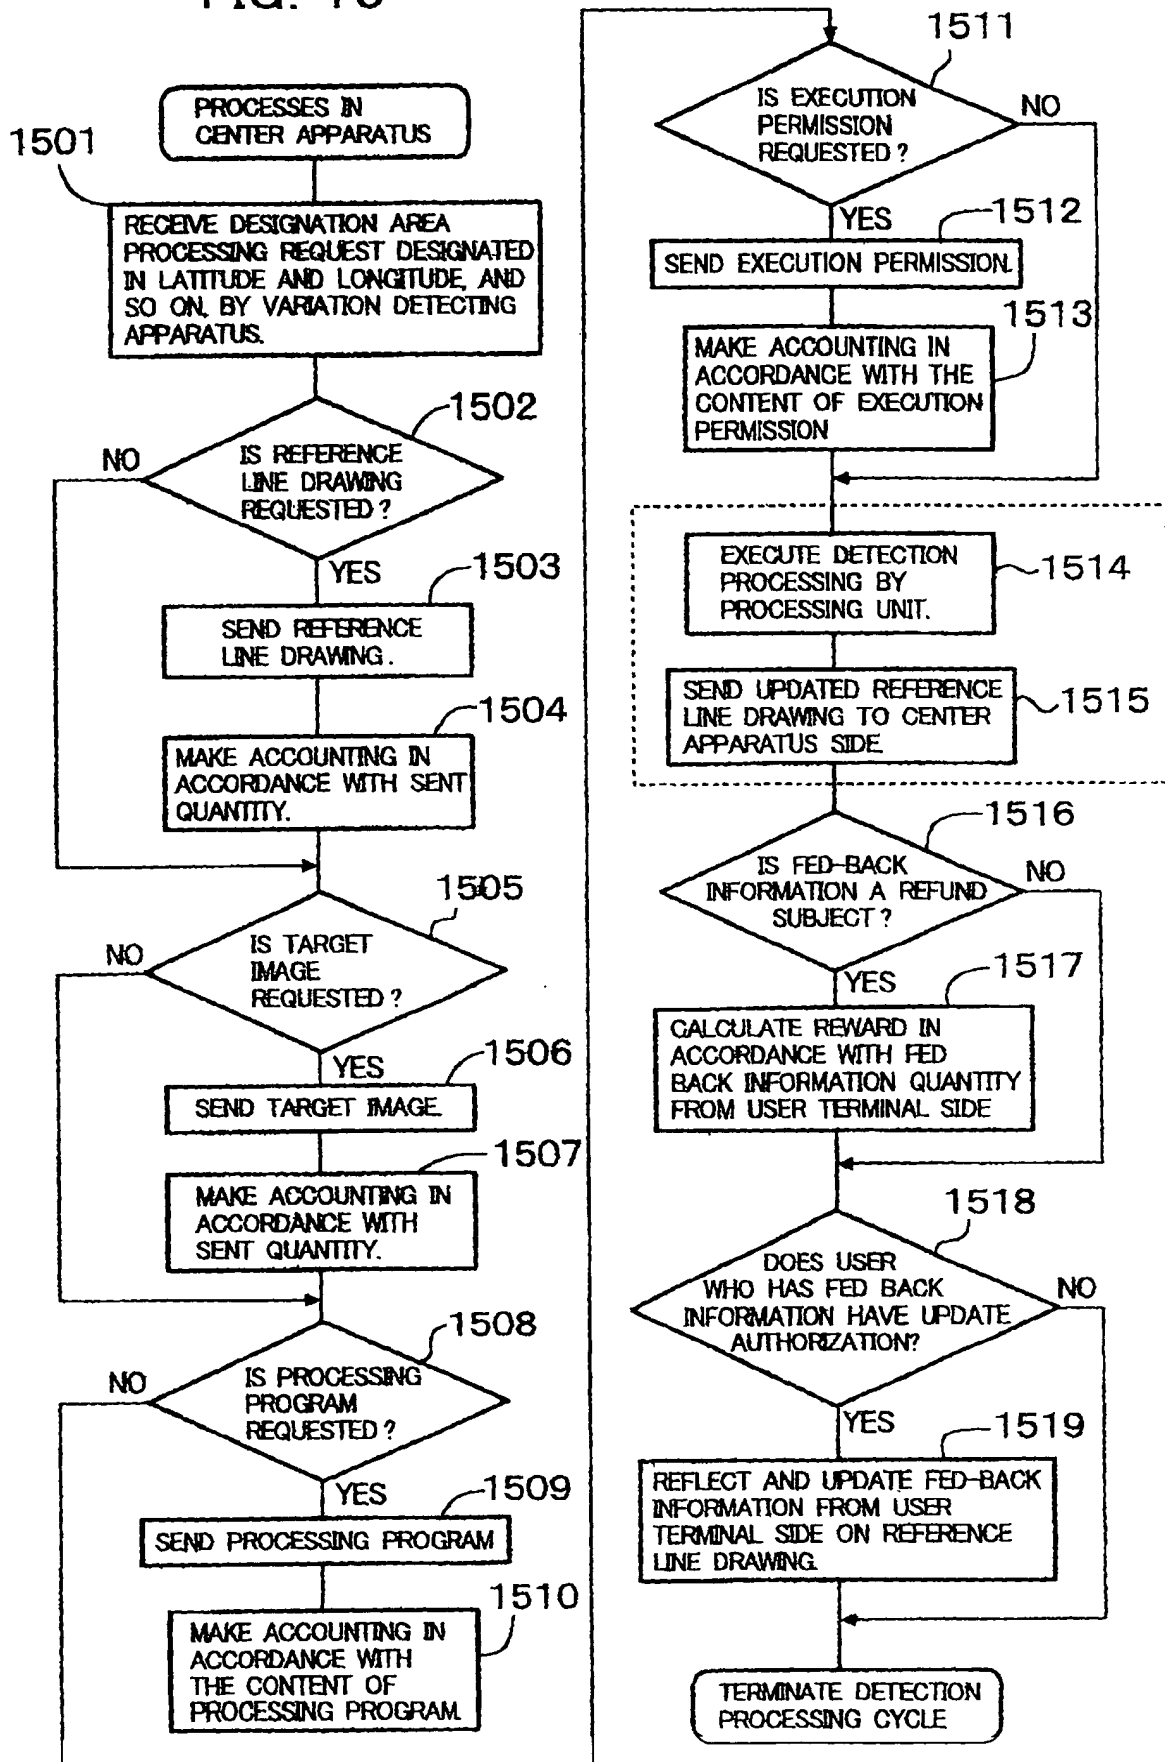 PROCESSES IN
CENTER APPARATUS
1501
RECEIVE DESIGNATION AREA
PROCESSING REQUEST DESIGNATED
IN LATITUDE AND LONGITUDE, AND
SO ON, BY VARIATION DETECTING
APPARATUS.
1502
IS REFERENCE
LINE DRAWING
REQUESTED?
NO
YES
1503
SEND REFERENCE
LINE DRAWING.
1504
MAKE ACCOUNTING IN
ACCORDANCE WITH SENT
QUANTITY.
1505
IS TARGET
IMAGE
REQUESTED?
NO
YES
1506
SEND TARGET IMAGE.
1507
MAKE ACCOUNTING IN
ACCORDANCE WITH
SENT QUANTITY.
1508
IS PROCESSING
PROGRAM
REQUESTED?
NO
YES
1509
SEND PROCESSING PROGRAM
1510
MAKE ACCOUNTING IN
ACCORDANCE WITH
THE CONTENT OF
PROCESSING PROGRAM.
1511
IS EXECUTION
PERMISSION
REQUESTED?
NO
YES
1512
SEND EXECUTION PERMISSION.
1513
MAKE ACCOUNTING IN
ACCORDANCE WITH THE
CONTENT OF EXECUTION
PERMISSION
EXECUTE DETECTION
PROCESSING BY
PROCESSING UNIT.
1514
SEND UPDATED REFERENCE
LINE DRAWING TO CENTER
APPARATUS SIDE.
1515
1516
IS FED-BACK
INFORMATION A REFUND
SUBJECT?
NO
YES
1517
CALCULATE REWARD IN
ACCORDANCE WITH FED
BACK INFORMATION QUANTITY
FROM USER TERMINAL SIDE
1518
DOES USER
WHO HAS FED BACK
INFORMATION HAVE UPDATE
AUTHORIZATION?
NO
YES
1519
REFLECT AND UPDATE FED-BACK
INFORMATION FROM USER
TERMINAL SIDE ON REFERENCE
LINE DRAWING.
TERMINATE DETECTION
PROCESSING CYCLE